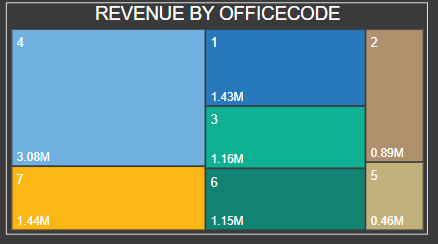 REVENUE BY OFFICECODE
4
3.08M
7
1.44M
1
1.43M
3
1.16M
6
1.15M
2
0.89M
5
0.46M